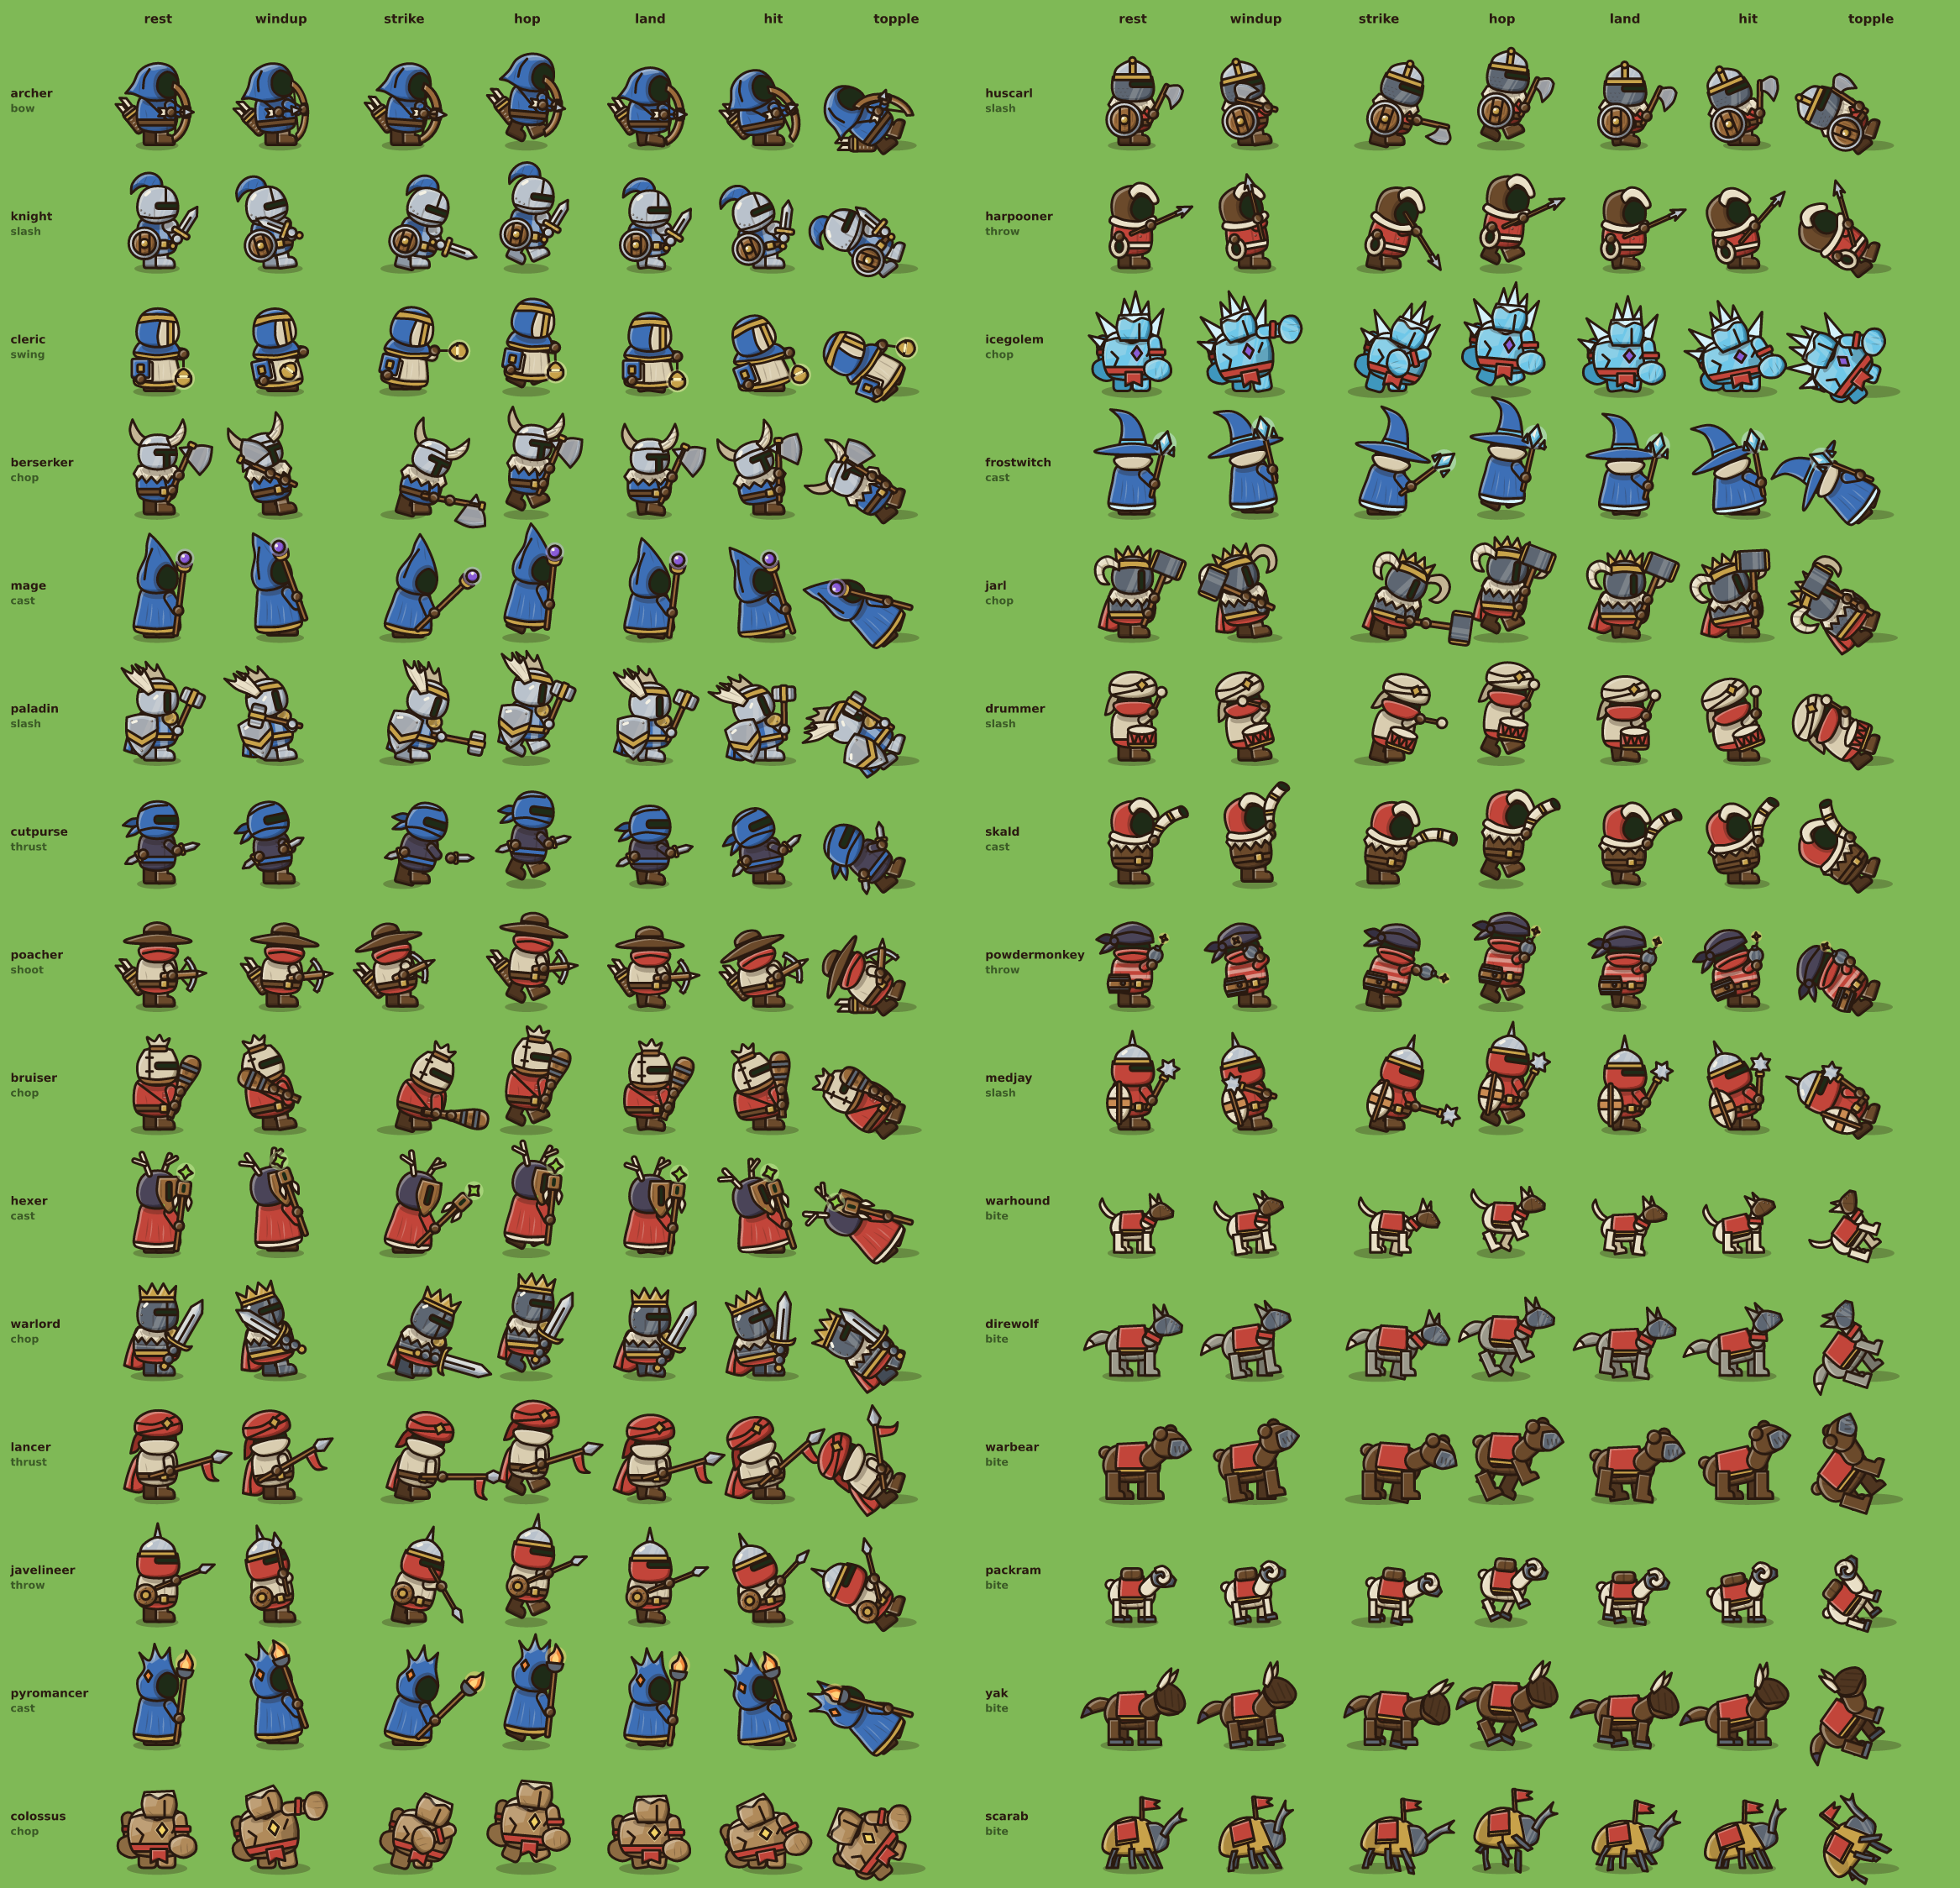 rest windup strike hop land hit topple rest windup strike hop land hit topple
archer
bow
knight
slash
cleric
swing
berserker
chop
mage
cast
paladin
slash
cutpurse
thrust
poacher
shoot
bruiser
chop
hexer
cast
warlord
chop
lancer
thrust
javelineer
throw
pyromancer
cast
colossus
chop
huscarl
slash
harpooner
throw
icegolem
chop
frostwitch
cast
jarl
chop
drummer
slash
skald
cast
powdermonkey
throw
medjay
slash
warhound
bite
direwolf
bite
warbear
bite
packram
bite
yak
bite
scarab
bite